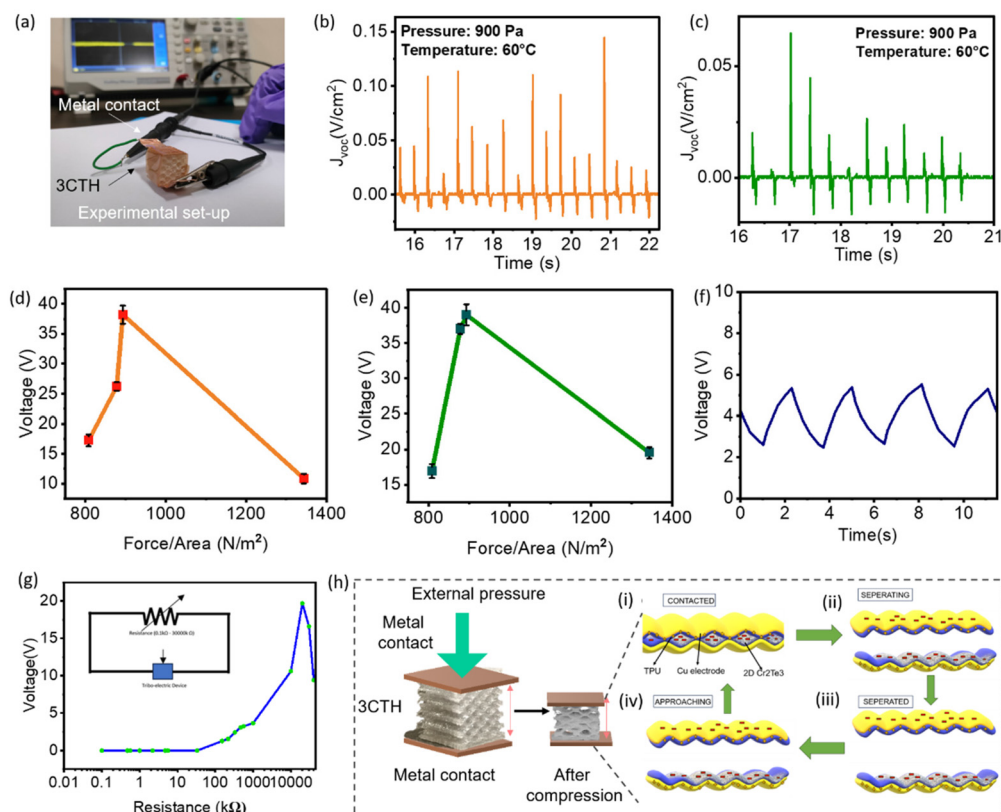 (a)
Metal contact
3CTH
Experimental set-up
(b)
Pressure: 900 Pa
Temperature: 60°C
0.15
0.10
0.05
0.00
J_VOC(V/cm²)
16 17 18 19 20 21 22
Time (s)
(c)
Pressure: 900 Pa
Temperature: 60°C
0.05
0.00
J_VOC(V/cm²)
16 17 18 19 20 21
Time (s)
(d)
40
35
30
25
20
15
10
Voltage (V)
800 1000 1200 1400
Force/Area (N/m²)
(e)
40
35
30
25
20
15
Voltage (V)
800 1000 1200 1400
Force/Area (N/m²)
(f)
10
8
6
4
2
0
Voltage (V)
0 2 4 6 8 10
Time(s)
(g)
20
15
10
5
0
Voltage(V)
Resistance (0.1kΩ - 30000k Ω)
Tribo-electric Device
0.01 0.1 1 10 100 1000 10000
Resistance (kΩ)
(h)
External pressure
Metal
contact
3CTH
Metal contact
After
compression
(i)
CONTACTED
TPU
Cu electrode
2D Cr2Te3
(ii)
SEPERATING
(iii)
SEPERATED
(iv)
APPROACHING